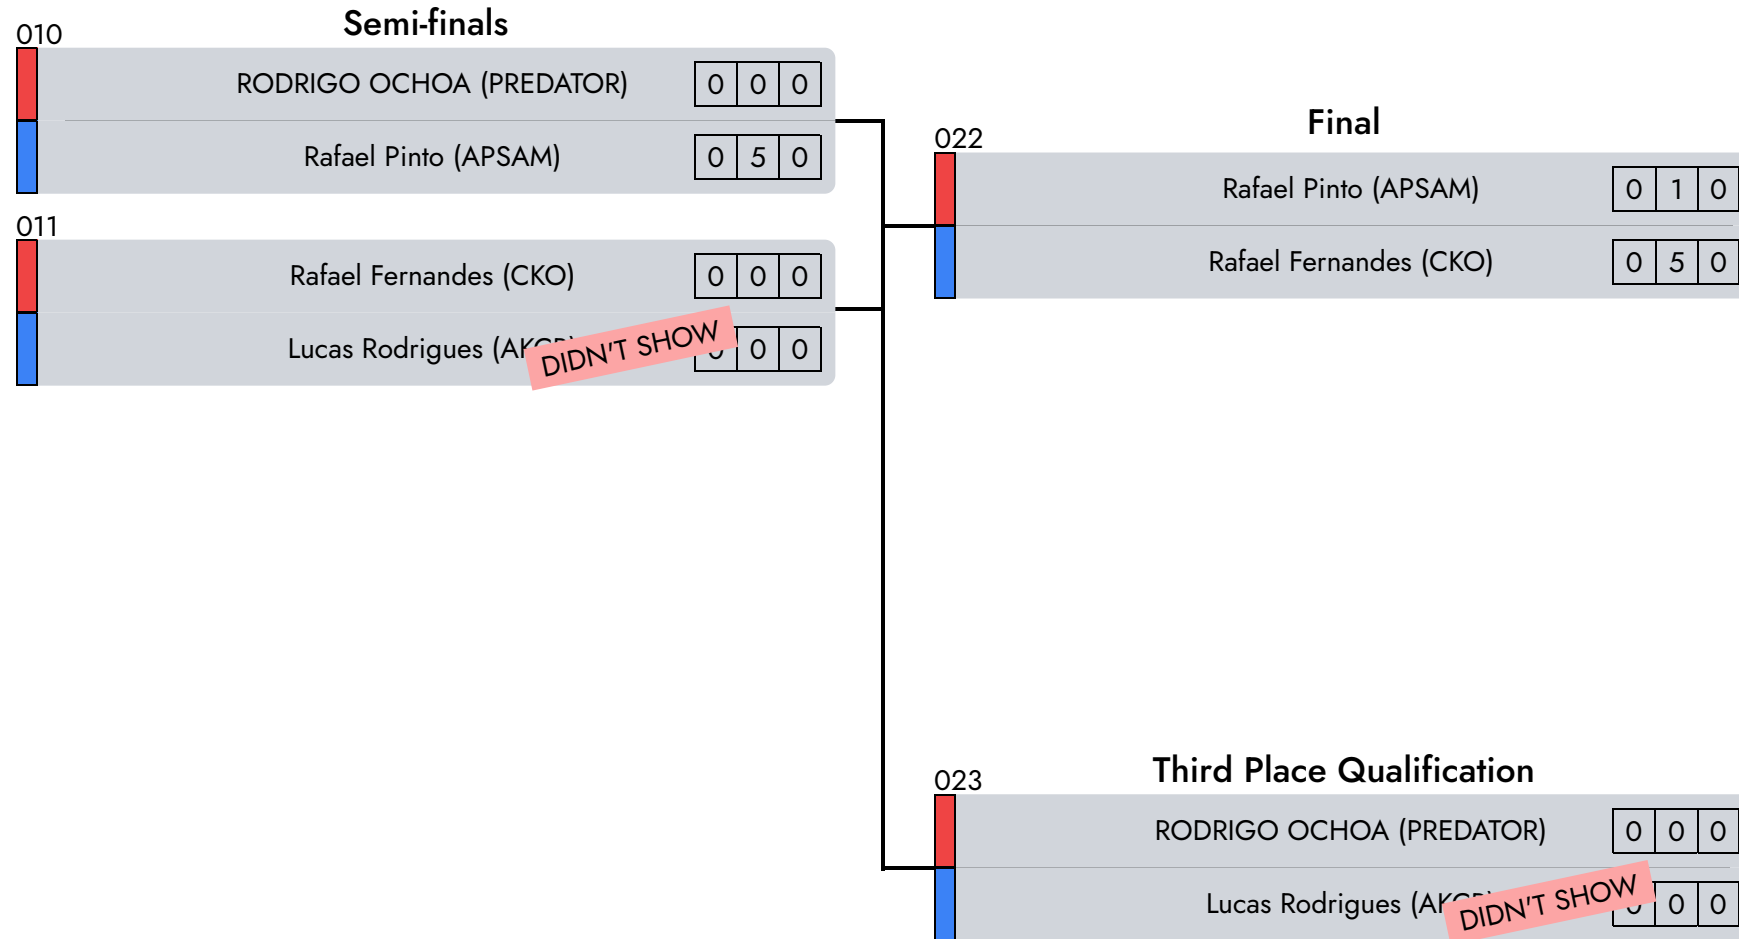 Semi-finals
010
RODRIGO OCHOA (PREDATOR) 0 0 0
Rafael Pinto (APSAM) 0 5 0
011
Rafael Fernandes (CKO) 0 0 0
Lucas Rodrigues 0 0
DIDN'T SHOW
Final
022
Rafael Pinto (APSAM) 0 1 0
Rafael Fernandes (CKO) 0 5 0
Third Place Qualification
023
RODRIGO OCHOA (PREDATOR) 0 0 0
Lucas Rodrigues 0 0
DIDN'T SHOW